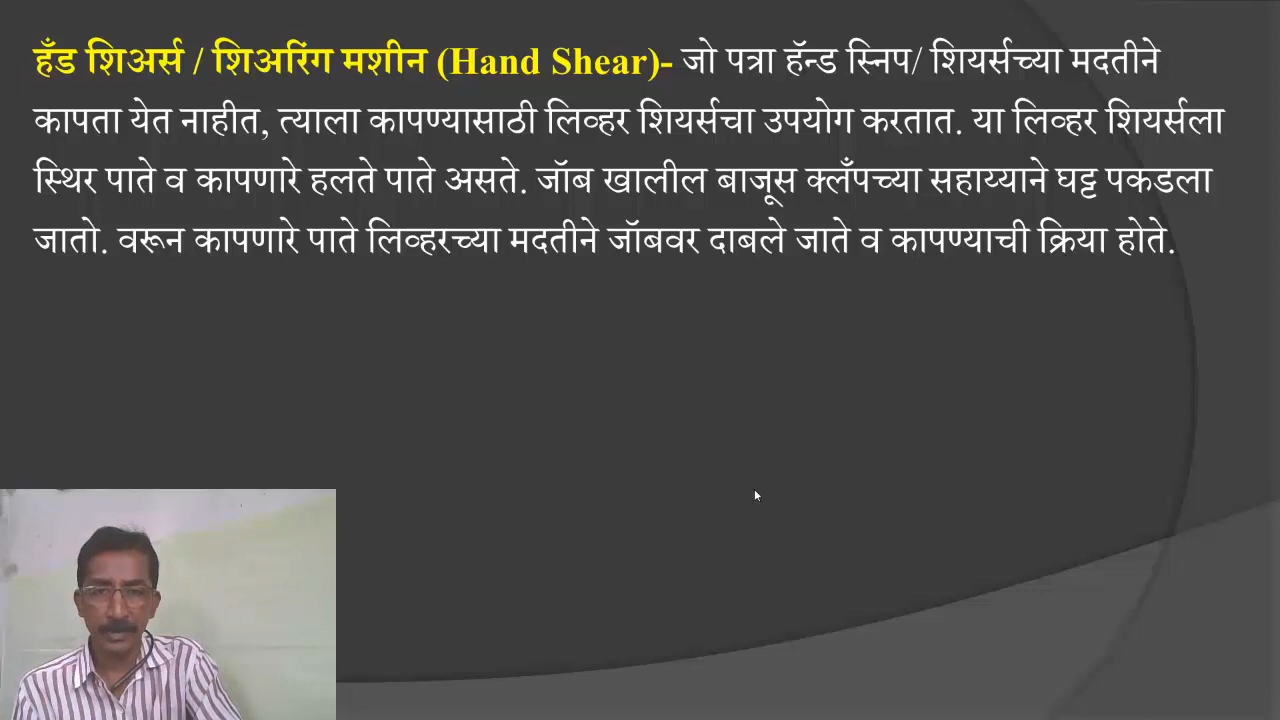 हँड शिअर्स / शिअरिंग मशीन (Hand Shear)- जो पत्रा हॅन्ड स्निप/ शियर्सच्या मदतीने
कापता येत नाहीत, त्याला कापण्यासाठी लिव्हर शियर्सचा उपयोग करतात. या लिव्हर शियर्सला
स्थिर पाते व कापणारे हलते पाते असते. जॉब खालील बाजूस क्लँपच्या सहाय्याने घट्ट पकडला
जातो. वरून कापणारे पाते लिव्हरच्या मदतीने जॉबवर दाबले जाते व कापण्याची क्रिया होते.